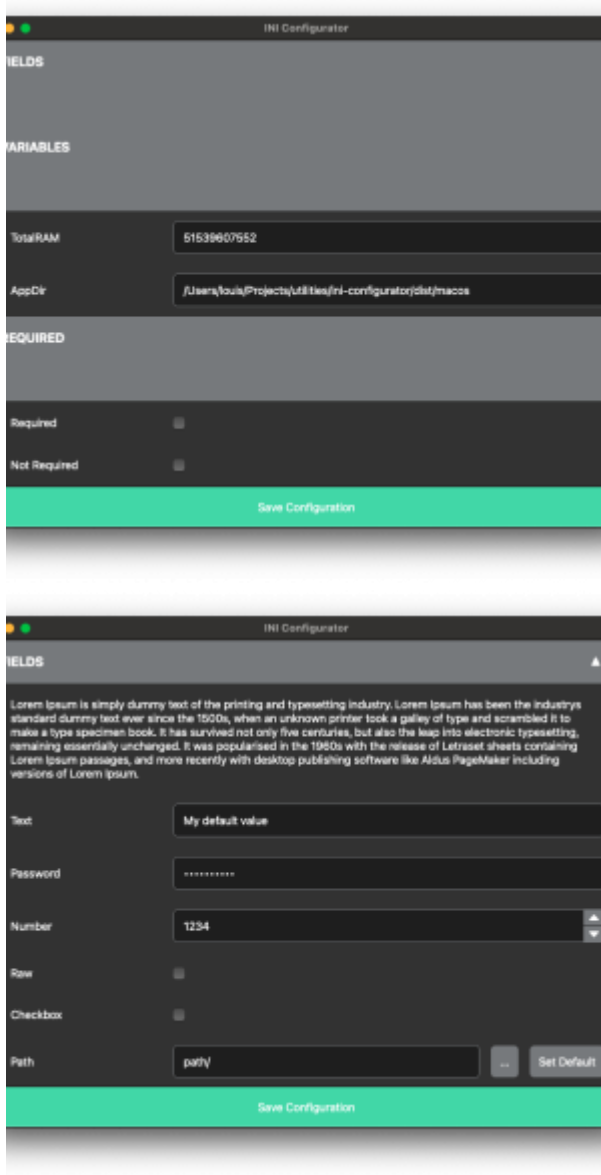 INI Configurator
IELDS
VARIABLES
TotalRAM 51539607552
AppDir /Users/louis/Projects/utilities/ini-configurator/dist/macos
REQUIRED
Required
Not Required
Save Configuration
INI Configurator
IELDS ▲
Lorem Ipsum is simply dummy text of the printing and typesetting industry. Lorem Ipsum has been the industrys
standard dummy text ever since the 1500s, when an unknown printer took a galley of type and scrambled it to
make a type specimen book. It has survived not only five centuries, but also the leap into electronic typesetting,
remaining essentially unchanged. It was popularised in the 1960s with the release of Letraset sheets containing
Lorem Ipsum passages, and more recently with desktop publishing software like Aldus PageMaker including
versions of Lorem Ipsum.
Text My default value
Password ••••••••••
Number 1234
Raw
Checkbox
Path path/ ... Set Default
Save Configuration